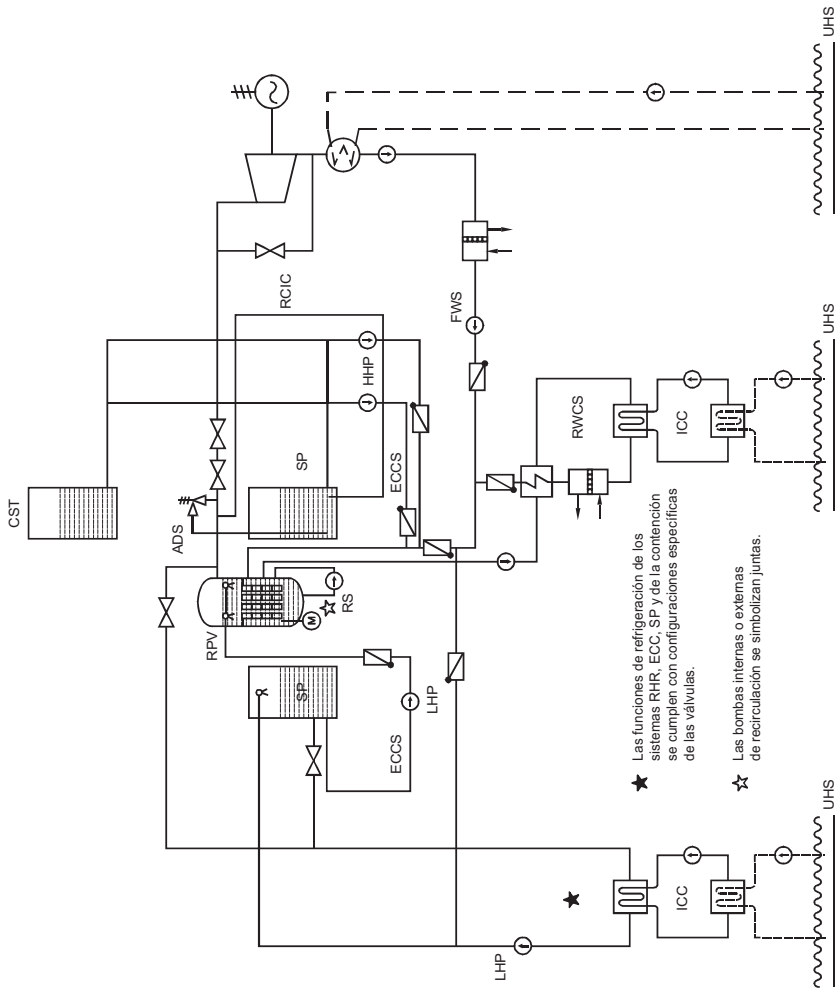 CST
ADS
SP
RCIC
HHP
ECCS
RPV
M
RS
SP
LHP
ECCS
FWS
RWCS
ICC
UHS
UHS
LHP
ICC
UHS
★ Las funciones de refrigeración de los
sistemas RHR, ECC, SP y de la contención
se cumplen con configuraciones específicas
de las válvulas.
☆ Las bombas internas o externas
de recirculación se simbolizan juntas.